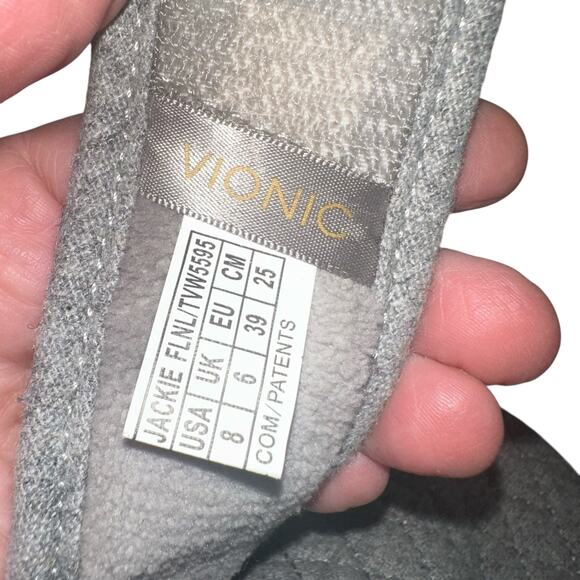 VIONIC
JACKIE FLNL/TVW5595
USA UK EU CM
8 6 39 25
COM/PATENTS